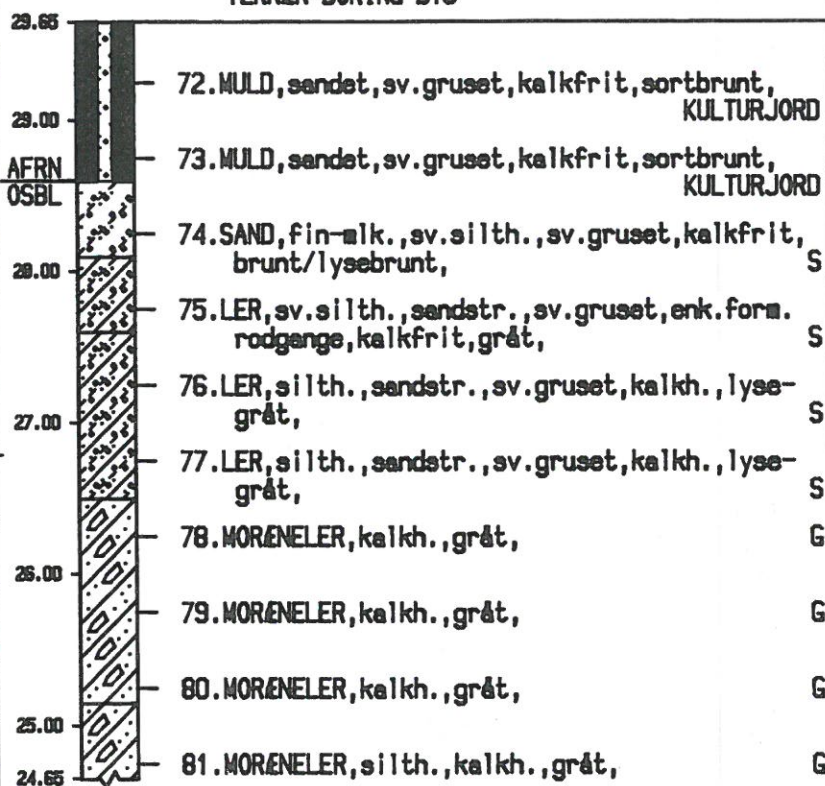 29.65
72.MULD,sandet,sv.gruset,kalkfrit,sortbrunt,
KULTURJORD
29.00
73.MULD,sandet,sv.gruset,kalkfrit,sortbrunt,
KULTURJORD
AFRN
OSBL
74.SAND,fin-mlk.,sv.silth.,sv.gruset,kalkfrit,
brunt/lysebrunt, S
28.00
75.LER,sv.silth.,sandstr.,sv.gruset,enk.form.
rodgange,kalkfrit,gråt, S
76.LER,silth.,sandstr.,sv.gruset,kalkh.,lyse-
gråt, S
27.00
77.LER,silth.,sandstr.,sv.gruset,kalkh.,lyse-
gråt, S
78.MORÆNELER,kalkh.,gråt, G
26.00
79.MORÆNELER,kalkh.,gråt, G
80.MORÆNELER,kalkh.,gråt, G
25.00
81.MORÆNELER,silth.,kalkh.,gråt, G
24.65